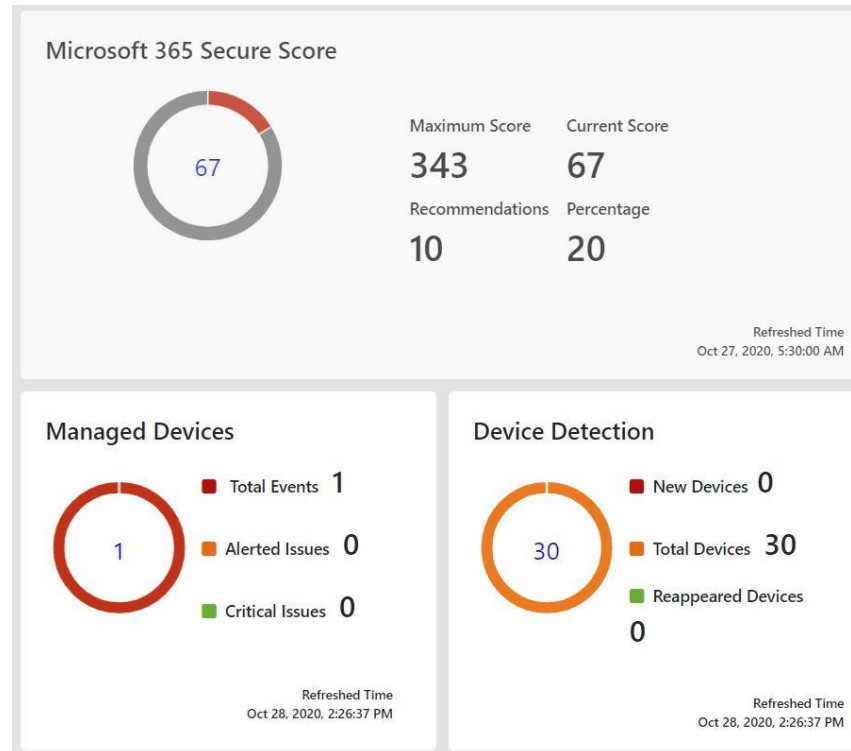 Microsoft 365 Secure Score
67
Maximum Score Current Score
343 67
Recommendations Percentage
10 20
Refreshed Time
Oct 27, 2020, 5:30:00 AM
Managed Devices
1
Total Events 1
Alerted Issues 0
Critical Issues 0
Refreshed Time
Oct 28, 2020, 2:26:37 PM
Device Detection
30
New Devices 0
Total Devices 30
Reappeared Devices
0
Refreshed Time
Oct 28, 2020, 2:26:37 PM